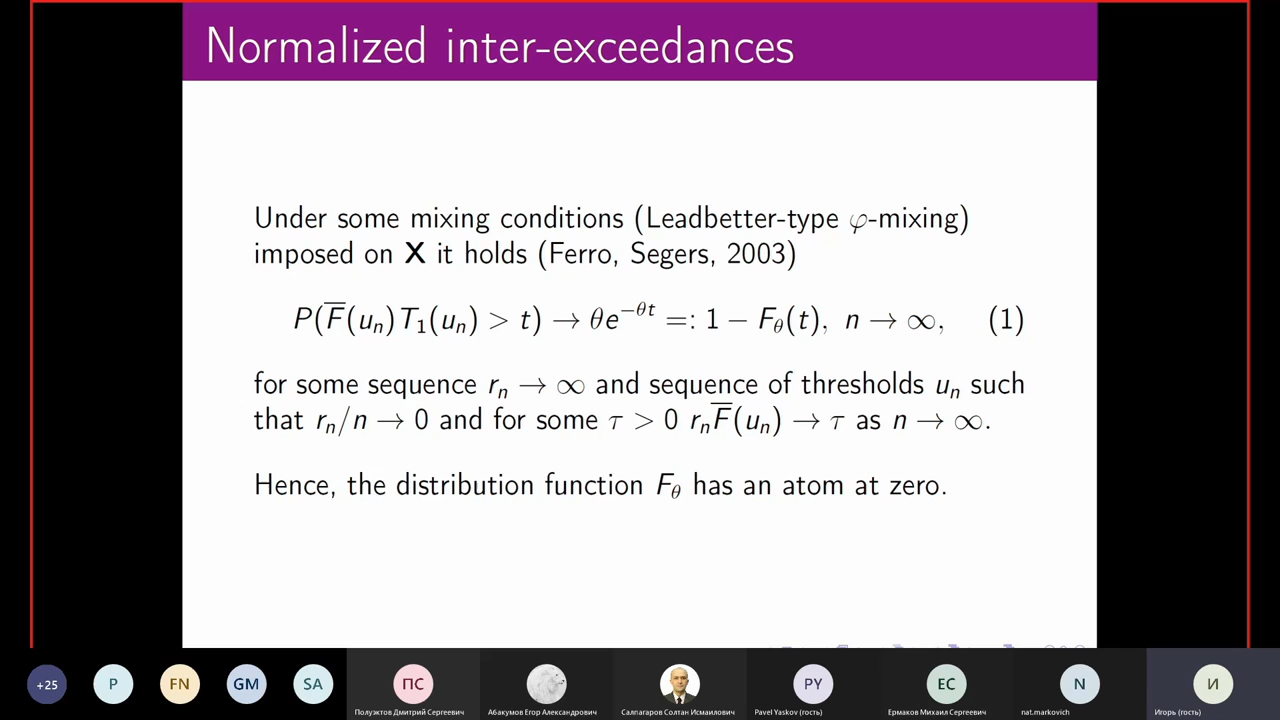 Normalized inter-exceedances
Under some mixing conditions (Leadbetter-type φ-mixing)
imposed on X it holds (Ferro, Segers, 2003)
P(F̅(uₙ)T₁(uₙ) > t) → θe^{−θt} =: 1 − F_θ(t), n → ∞, (1)
for some sequence rₙ → ∞ and sequence of thresholds uₙ such
that rₙ/n → 0 and for some τ > 0 rₙF̅(uₙ) → τ as n → ∞.
Hence, the distribution function F_θ has an atom at zero.
+25 P FN GM SA ПС PY EC N И
Полуэктов Дмитрий Сергеевич Абакумов Егор Александрович Салпагаров Солтан Исмаилович Pavel Yaskov (гость) Ермаков Михаил Сергеевич nat.markovich Игорь (гость)